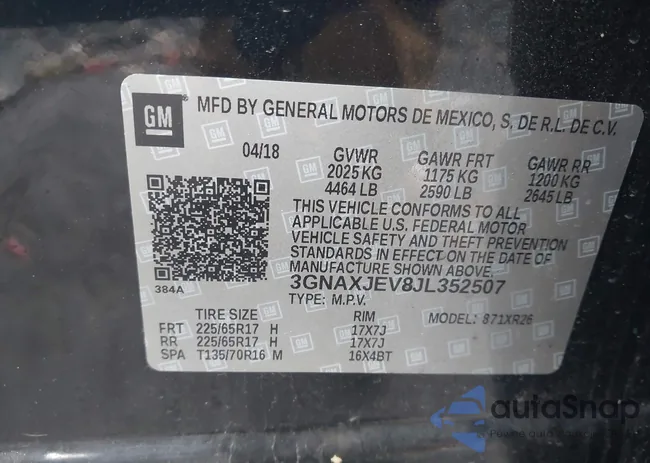 GM MFD BY GENERAL MOTORS DE MEXICO, S. DE R.L. DE C.V.
04/18 GVWR GAWR FRT GAWR RR
2025 KG 1175 KG 1200 KG
4464 LB 2590 LB 2645 LB
THIS VEHICLE CONFORMS TO ALL
APPLICABLE U.S. FEDERAL MOTOR
VEHICLE SAFETY AND THEFT PREVENTION
STANDARDS IN EFFECT ON THE DATE OF
MANUFACTURE SHOWN ABOVE.
384A
3GNAXJEV8JL352507
TYPE: M.P.V.
TIRE SIZE RIM MODEL: 871XR26
FRT 225/65R17 H 17X7J
RR 225/65R17 H 17X7J
SPA T135/70R16 M 16X4BT
autoSnap